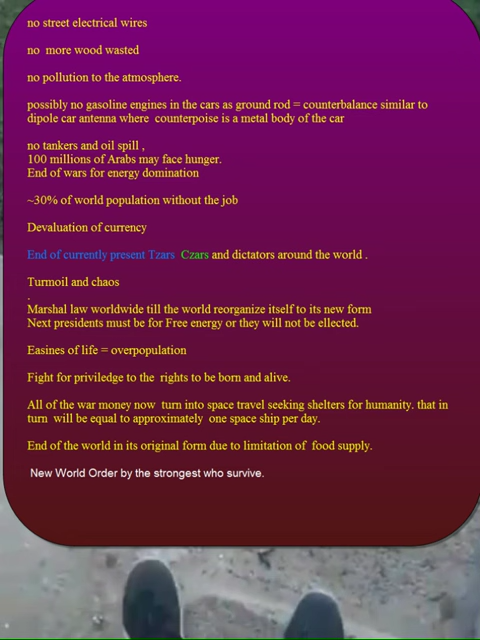 no street electrical wires
no more wood wasted
no pollution to the atmosphere.
possibly no gasoline engines in the cars as ground rod = counterbalance similar to
dipole car antenna where counterpoise is a metal body of the car
no tankers and oil spill ,
100 millions of Arabs may face hunger.
End of wars for energy domination
~30% of world population without the job
Devaluation of currency
End of currently present Tzars Czars and dictators around the world .
Turmoil and chaos
.
Marshal law worldwide till the world reorganize itself to its new form
Next presidents must be for Free energy or they will not be ellected.
Easines of life = overpopulation
Fight for priviledge to the rights to be born and alive.
All of the war money now turn into space travel seeking shelters for humanity. that in
turn will be equal to approximately one space ship per day.
End of the world in its original form due to limitation of food supply.
New World Order by the strongest who survive.